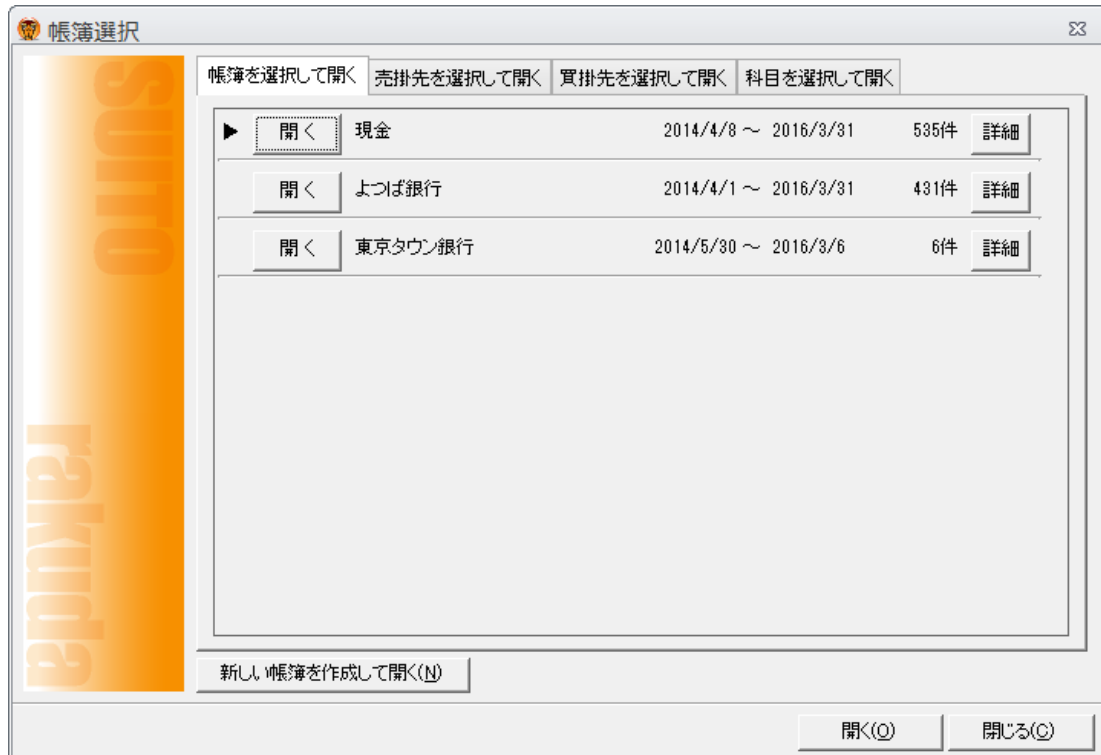 帳簿選択
SUITO
rakuda
帳簿を選択して開く 売掛先を選択して開く 買掛先を選択して開く 科目を選択して開く
開く 現金 2014/4/8 ～ 2016/3/31 535件 詳細
開く よつば銀行 2014/4/1 ～ 2016/3/31 431件 詳細
開く 東京タウン銀行 2014/5/30 ～ 2016/3/6 6件 詳細
新しい帳簿を作成して開く(N)
開く(O) 閉じる(C)